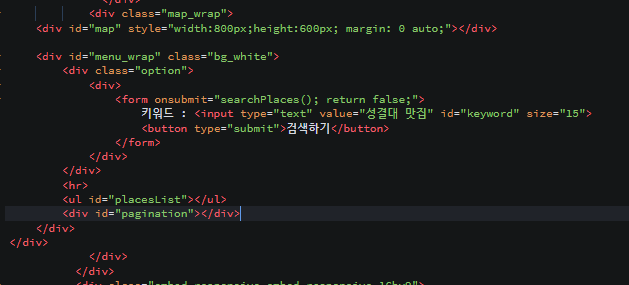 </div>
<div class="map_wrap">
<div id="map" style="width:800px;height:600px; margin: 0 auto;"></div>
<div id="menu_wrap" class="bg_white">
<div class="option">
<div>
<form onsubmit="searchPlaces(); return false;">
키워드 : <input type="text" value="성결대 맛집" id="keyword" size="15">
<button type="submit">검색하기</button>
</form>
</div>
</div>
<hr>
<ul id="placesList"></ul>
<div id="pagination"></div>
</div>
</div>
</div>
</div>
<div class="embed-responsive embed-responsive-16by9">